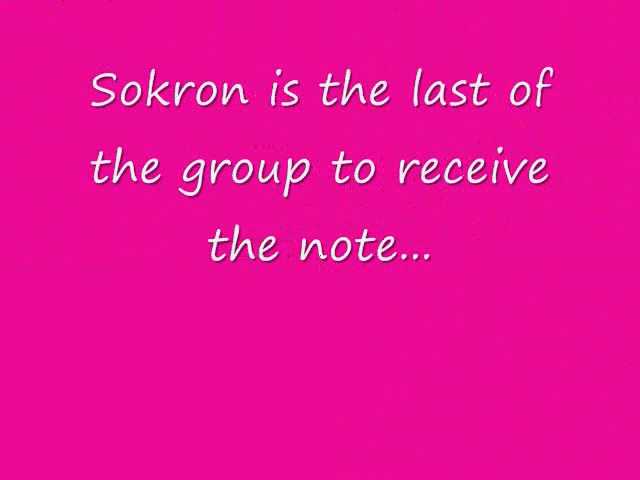 Sokron is the last of
the group to receive
the note...